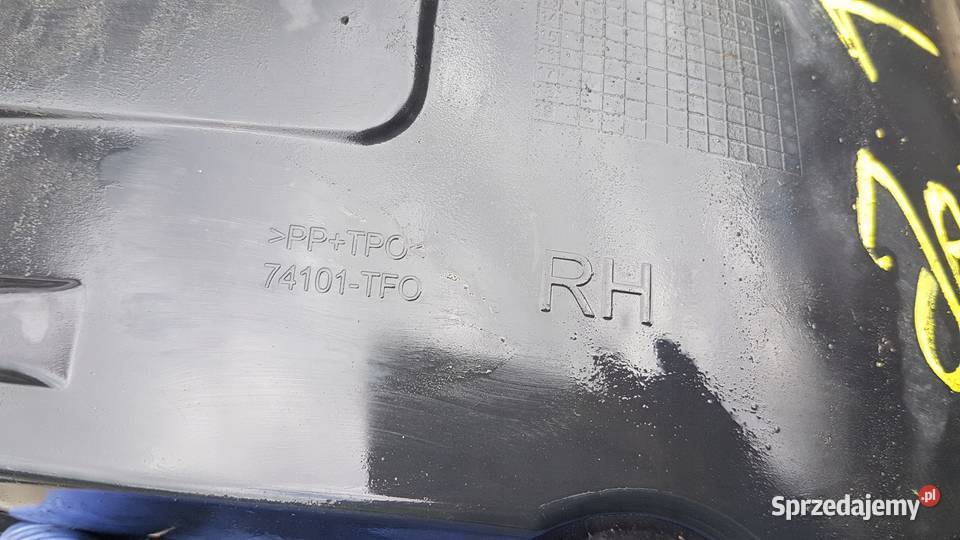 >PP+TPO<
74101-TFO
RH
Sprzedajemy.pl